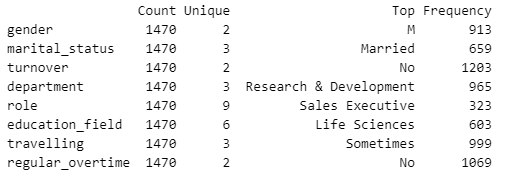 Count Unique Top Frequency
gender 1470 2 M 913
marital_status 1470 3 Married 659
turnover 1470 2 No 1203
department 1470 3 Research & Development 965
role 1470 9 Sales Executive 323
education_field 1470 6 Life Sciences 603
travelling 1470 3 Sometimes 999
regular_overtime 1470 2 No 1069